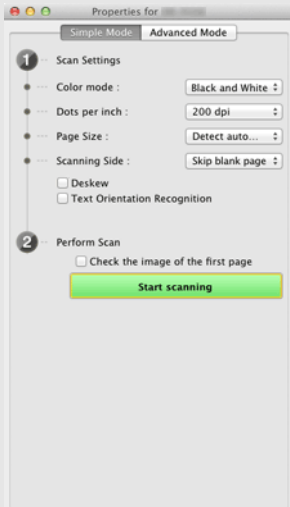 Properties for
Simple Mode Advanced Mode
1 Scan Settings
Color mode : Black and White
Dots per inch : 200 dpi
Page Size : Detect auto...
Scanning Side : Skip blank page
Deskew
Text Orientation Recognition
2 Perform Scan
Check the image of the first page
Start scanning